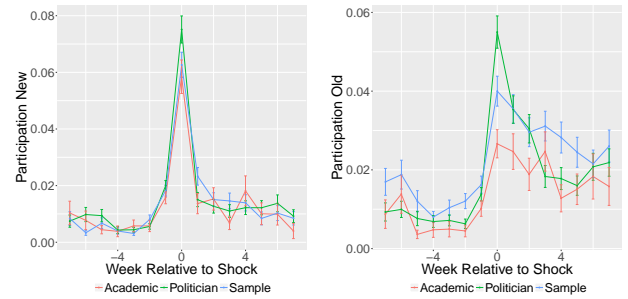 0.08
0.06
0.04
0.02
0.00
Participation New
−4 0 4
Week Relative to Shock
Academic Politician Sample
0.06
0.04
0.02
0.00
Participation Old
−4 0 4
Week Relative to Shock
Academic Politician Sample